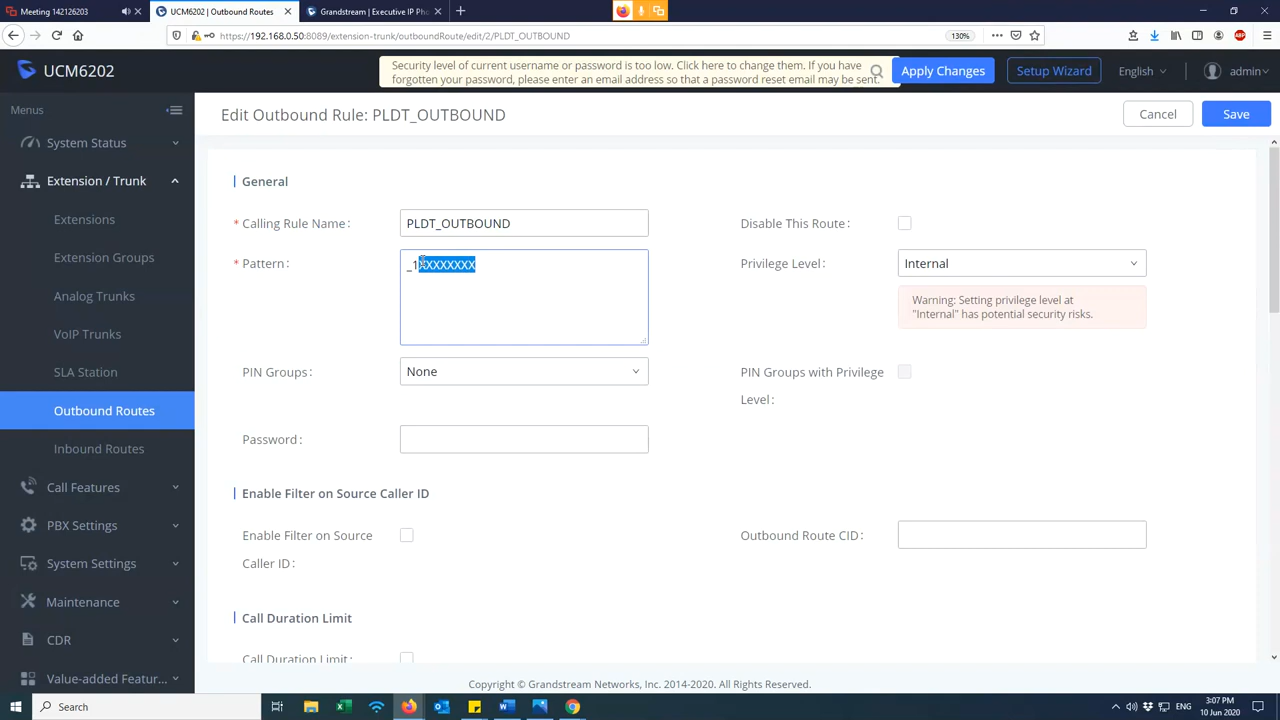 Meeting 142126203
UCM6202 | Outbound Routes
Grandstream | Executive IP Pho
https://192.168.0.50:8089/extension-trunk/outboundRoute/edit/2/PLDT_OUTBOUND
130%
ABP
UCM6202
Security level of current username or password is too low. Click here to change them. If you have
forgotten your password, please enter an email address so that a password reset email may be sent.
Apply Changes
Setup Wizard
English
admin
Menus
Edit Outbound Rule: PLDT_OUTBOUND
Cancel
Save
System Status
Extension / Trunk
Extensions
Extension Groups
Analog Trunks
VoIP Trunks
SLA Station
Outbound Routes
Inbound Routes
Call Features
PBX Settings
System Settings
Maintenance
CDR
Value-added Featur...
General
* Calling Rule Name :
PLDT_OUTBOUND
Disable This Route :
* Pattern :
_1XXXXXXXX
Privilege Level :
Internal
Warning: Setting privilege level at
"Internal" has potential security risks.
PIN Groups :
None
PIN Groups with Privilege
Level :
Password :
Enable Filter on Source Caller ID
Enable Filter on Source
Caller ID :
Outbound Route CID :
Call Duration Limit
Call Duration Limit :
Copyright © Grandstream Networks, Inc. 2014-2020. All Rights Reserved.
Search
3:07 PM
10 Jun 2020